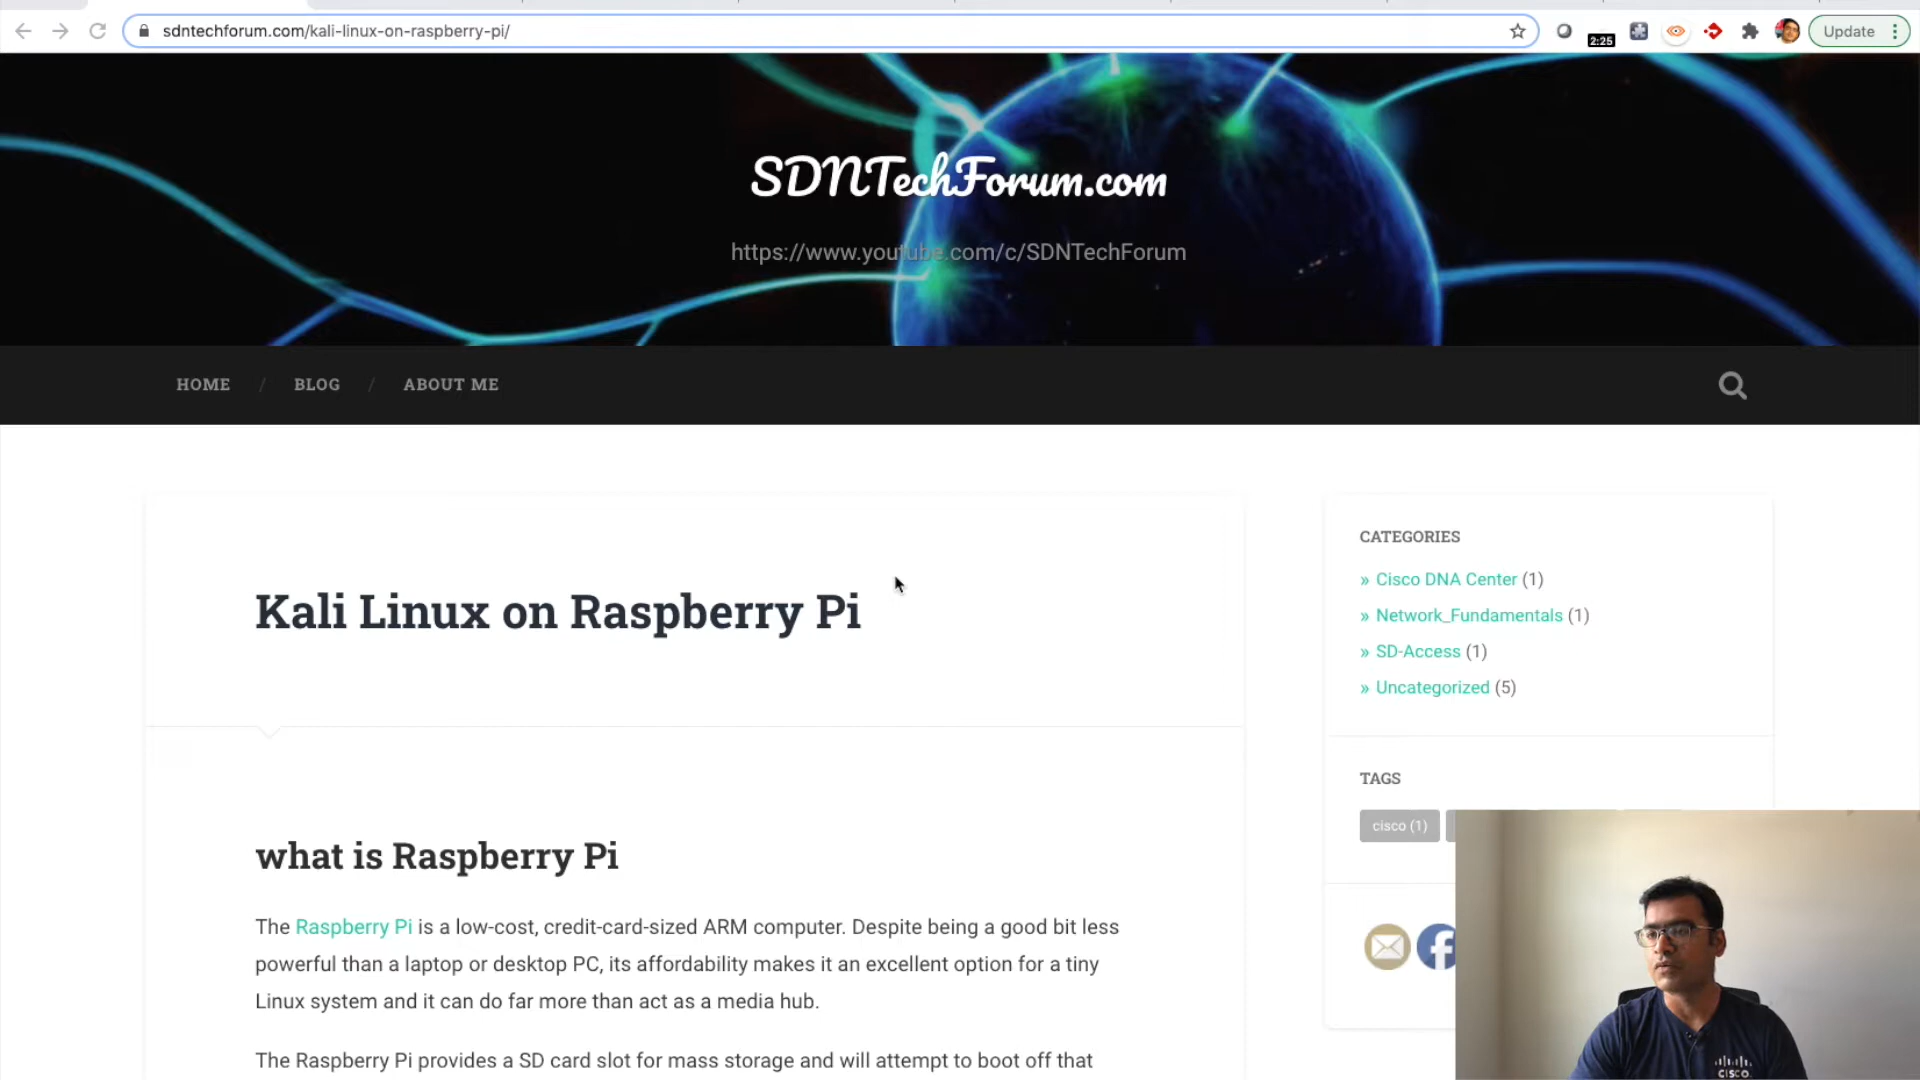 sdntechforum.com/kali-linux-on-raspberry-pi/
2:25
Update
SDNTechForum.com
https://www.youtube.com/c/SDNTechForum
HOME / BLOG / ABOUT ME
Kali Linux on Raspberry Pi
what is Raspberry Pi
The Raspberry Pi is a low-cost, credit-card-sized ARM computer. Despite being a good bit less
powerful than a laptop or desktop PC, its affordability makes it an excellent option for a tiny
Linux system and it can do far more than act as a media hub.
The Raspberry Pi provides a SD card slot for mass storage and will attempt to boot off that
CATEGORIES
» Cisco DNA Center (1)
» Network_Fundamentals (1)
» SD-Access (1)
» Uncategorized (5)
TAGS
cisco (1)
CISCO